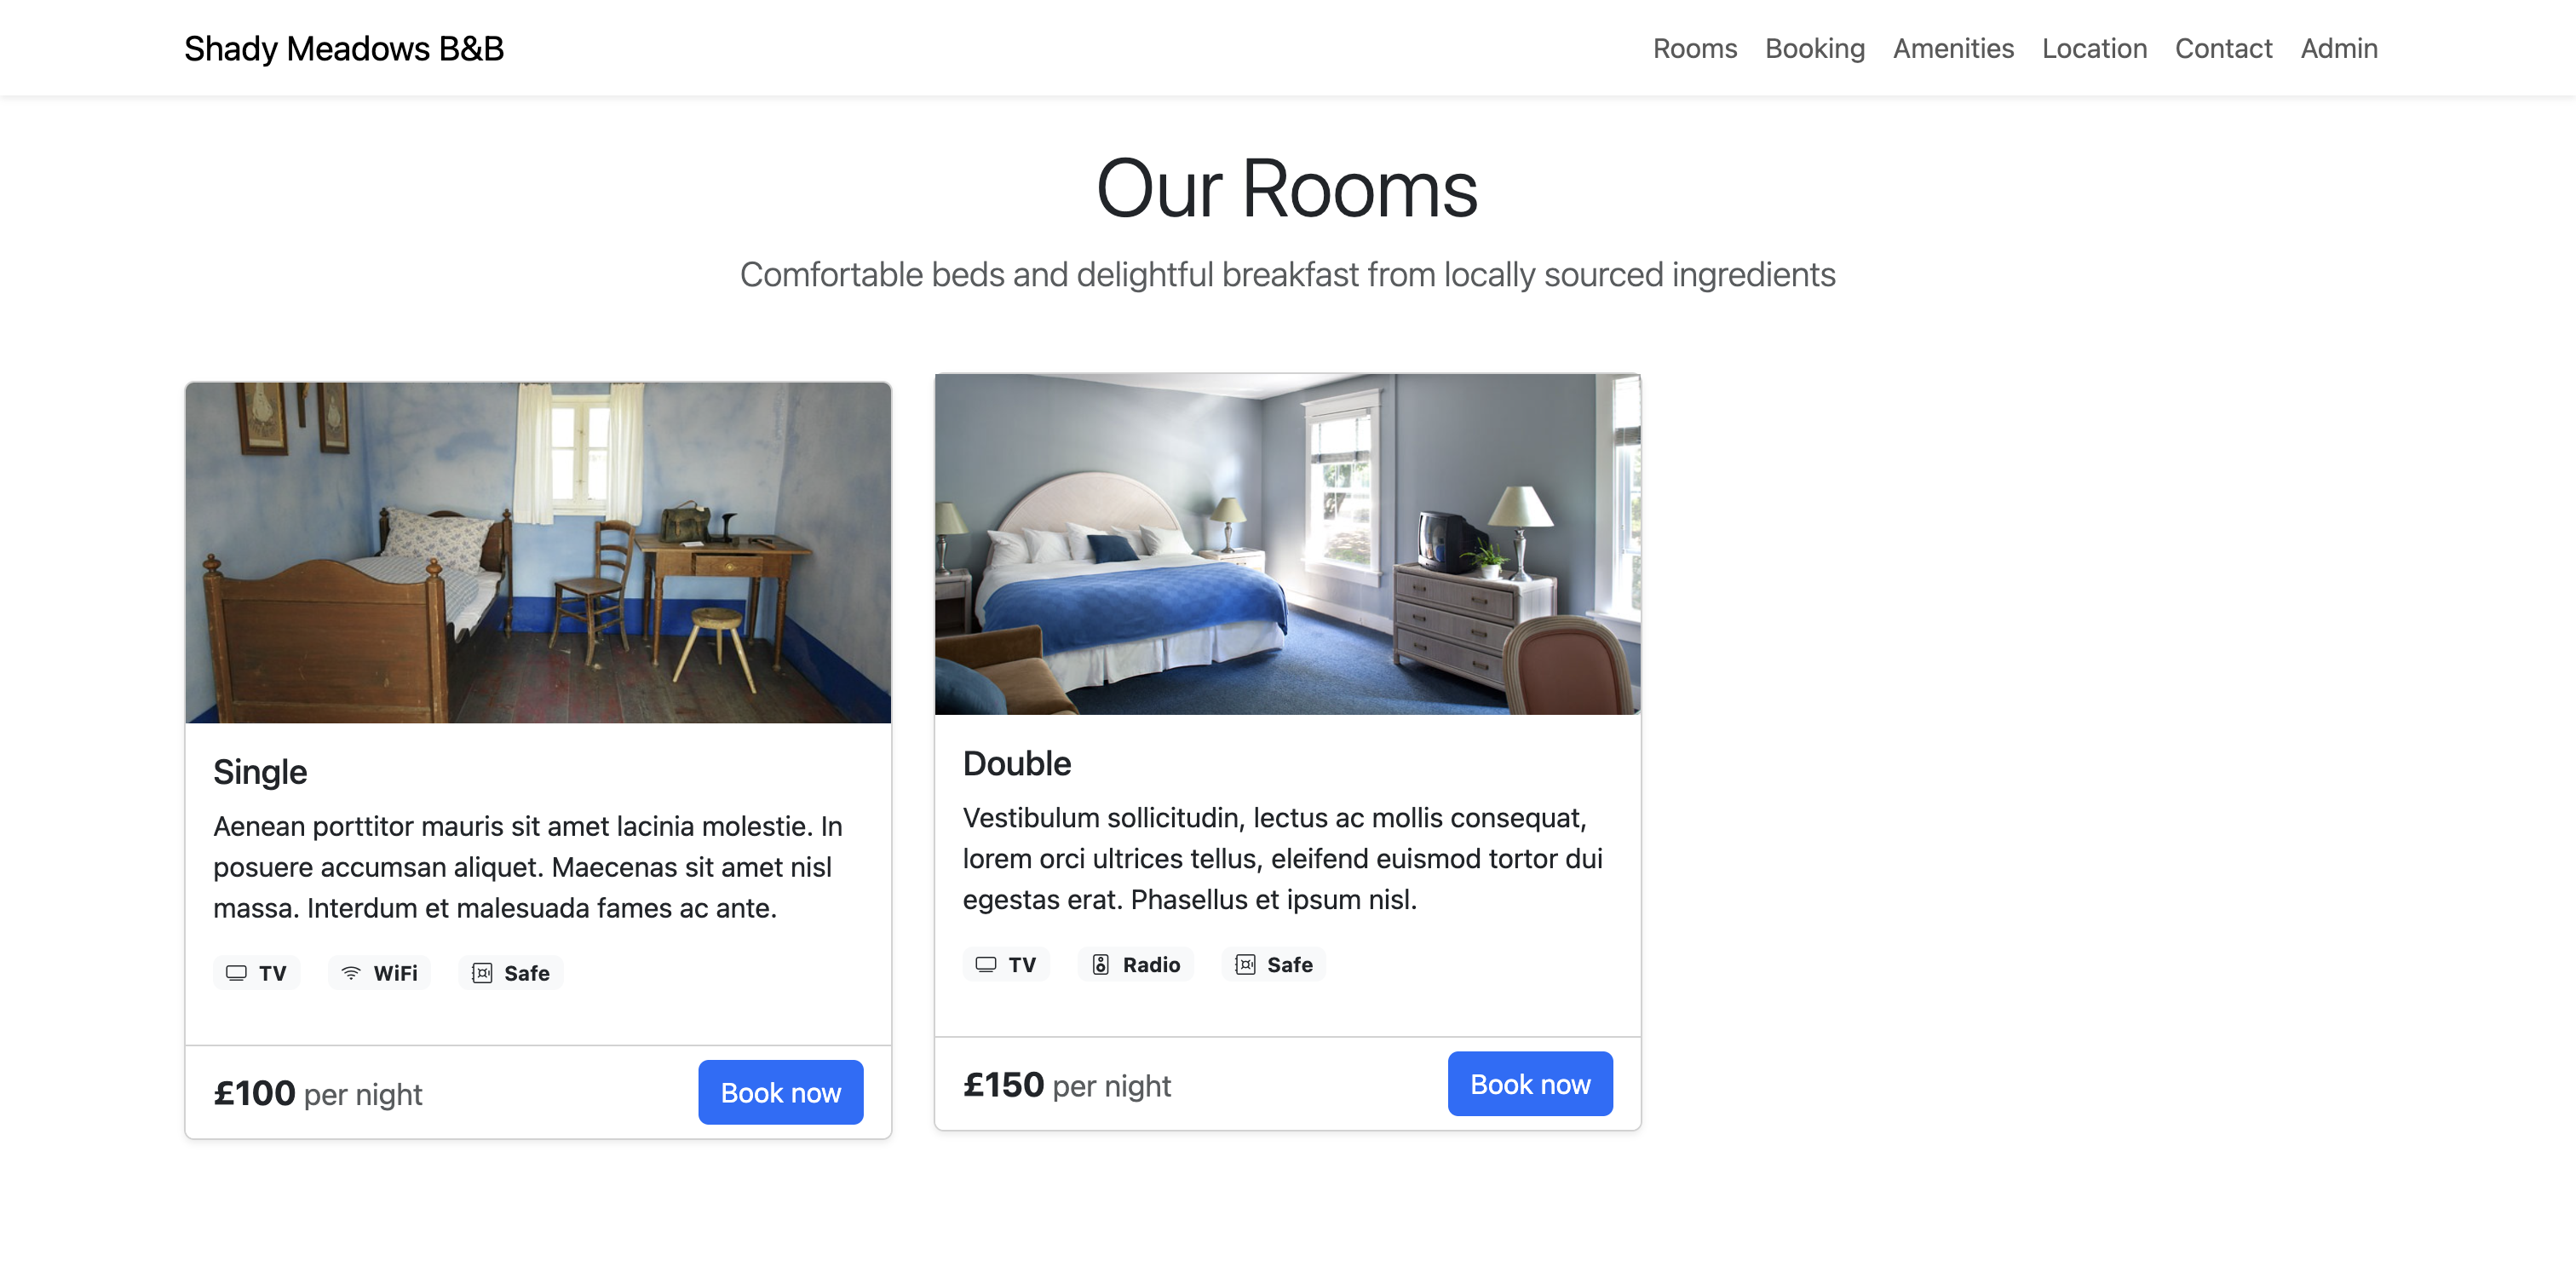 Shady Meadows B&B
Rooms Booking Amenities Location Contact Admin
Our Rooms
Comfortable beds and delightful breakfast from locally sourced ingredients
Single
Aenean porttitor mauris sit amet lacinia molestie. In
posuere accumsan aliquet. Maecenas sit amet nisl
massa. Interdum et malesuada fames ac ante.
TV WiFi Safe
£100 per night Book now
Double
Vestibulum sollicitudin, lectus ac mollis consequat,
lorem orci ultrices tellus, eleifend euismod tortor dui
egestas erat. Phasellus et ipsum nisl.
TV Radio Safe
£150 per night Book now